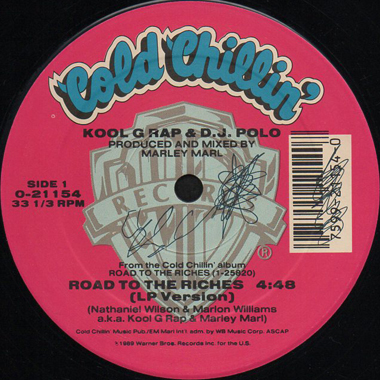 Cold Chillin'
KOOL G RAP & D.J. POLO
PRODUCED AND MIXED BY
MARLEY MARL
SIDE 1
0-21154
33 1/3 RPM
RECORDS
®
From the Cold Chillin' album
ROAD TO THE RICHES (1-25820)
ROAD TO THE RICHES 4:48
(LP Version)
(Nathaniel Wilson & Marlon Williams
a.k.a. Kool G Rap & Marley Marl)
Cold Chillin' Music Pub./EM Marl Int'l adm. by WB Music Corp. ASCAP
℗1989 Warner Bros. Records Inc. for the U.S.